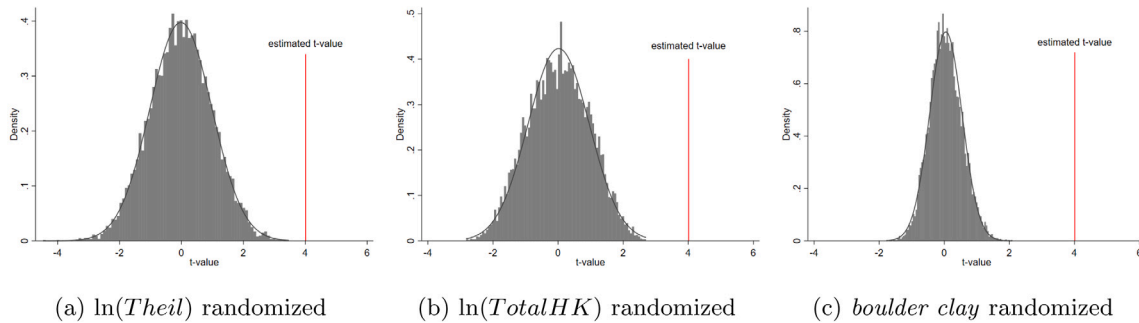 estimated t-value
Density
0 .1 .2 .3 .4
-4 -2 0 2 4 6
t-value
(a) ln(Theil) randomized
estimated t-value
Density
0 .1 .2 .3 .4 .5
-4 -2 0 2 4 6
t-value
(b) ln(TotalHK) randomized
estimated t-value
Density
0 .2 .4 .6 .8
-4 -2 0 2 4 6
t-value
(c) boulder clay randomized